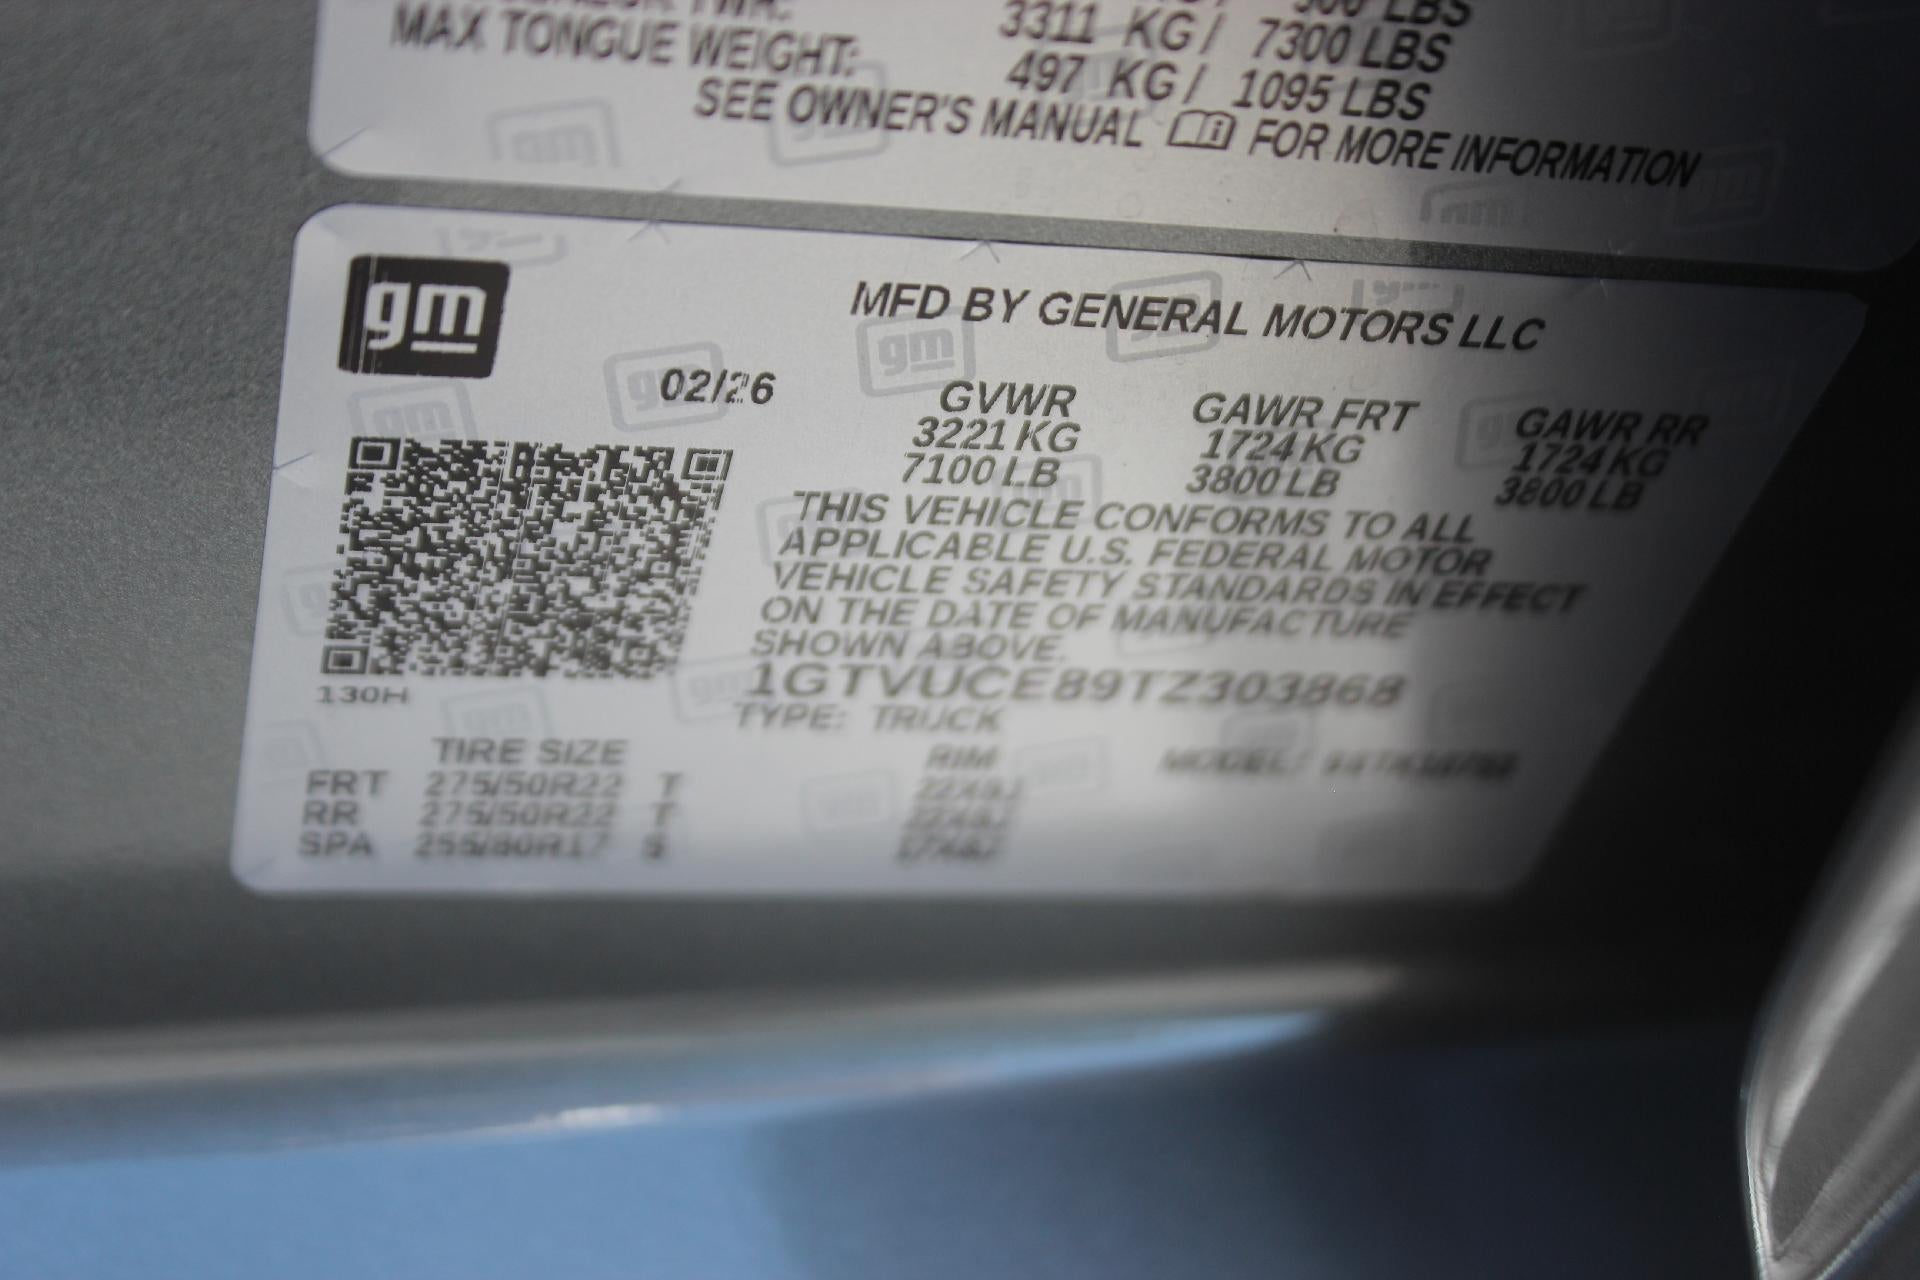 3311 KG / 7300 LBS
MAX TONGUE WEIGHT: 497 KG / 1095 LBS
SEE OWNER'S MANUAL FOR MORE INFORMATION
gm
MFD BY GENERAL MOTORS LLC
02/26
GVWR GAWR FRT GAWR RR
3221 KG 1724 KG 1724 KG
7100 LB 3800 LB 3800 LB
THIS VEHICLE CONFORMS TO ALL
APPLICABLE U.S. FEDERAL MOTOR
VEHICLE SAFETY STANDARDS IN EFFECT
ON THE DATE OF MANUFACTURE
SHOWN ABOVE.
1GTVUCE89TZ303868
130H
TYPE: TRUCK
TIRE SIZE RIM MODEL:
FRT 275/50R22 T 22X9J
RR 275/50R22 T 22X9J
SPA 255/80R17 S